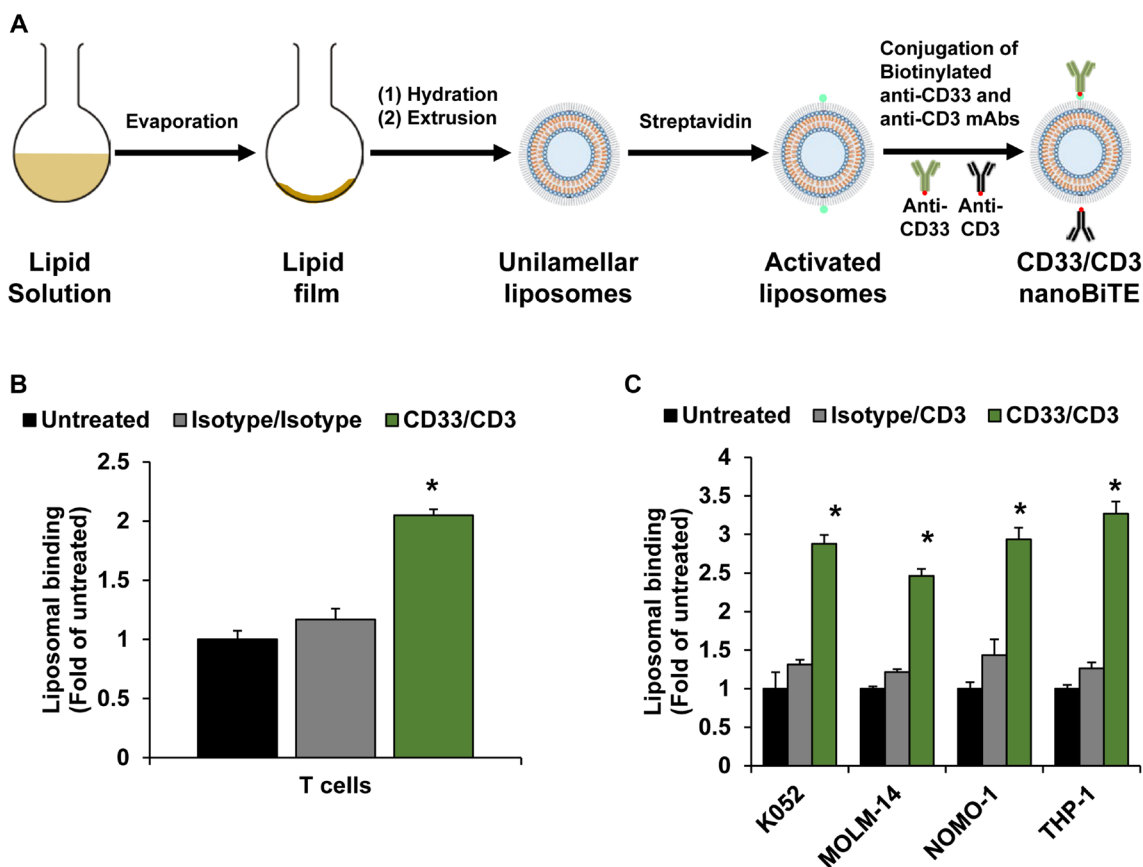 A
Evaporation
(1) Hydration
(2) Extrusion
Streptavidin
Conjugation of
Biotinylated
anti-CD33 and
anti-CD3 mAbs
Anti-
CD33
Anti-
CD3
Lipid
Solution
Lipid
film
Unilamellar
liposomes
Activated
liposomes
CD33/CD3
nanoBiTE
B
Untreated
Isotype/Isotype
CD33/CD3
Liposomal binding
(Fold of untreated)
2.5
2
1.5
1
0.5
0
*
T cells
C
Untreated
Isotype/CD3
CD33/CD3
Liposomal binding
(Fold of untreated)
4
3.5
3
2.5
2
1.5
1
0.5
0
*
*
*
*
K052
MOLM-14
NOMO-1
THP-1